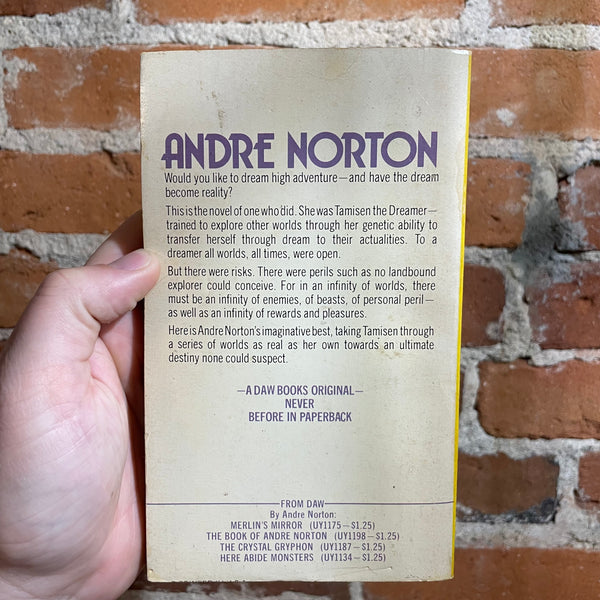 ANDRE NORTON
Would you like to dream high adventure—and have the dream
become reality?
This is the novel of one who did. She was Tamisen the Dreamer—
trained to explore other worlds through her genetic ability to
transfer herself through dream to their actualities. To a
dreamer all worlds, all times, were open.
But there were risks. There were perils such as no landbound
explorer could conceive. For in an infinity of worlds, there
must be an infinity of enemies, of beasts, of personal peril—
as well as an infinity of rewards and pleasures.
Here is Andre Norton's imaginative best, taking Tamisen through
a series of worlds as real as her own towards an ultimate
destiny none could suspect.
—A DAW BOOKS ORIGINAL—
NEVER
BEFORE IN PAPERBACK
FROM DAW
By Andre Norton:
MERLIN'S MIRROR (UY1175—$1.25)
THE BOOK OF ANDRE NORTON (UY1198—$1.25)
THE CRYSTAL GRYPHON (UY1187—$1.25)
HERE ABIDE MONSTERS (UY1134—$1.25)